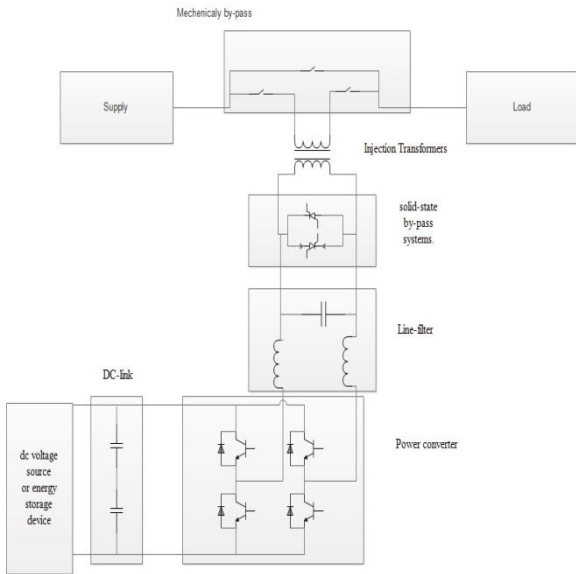 Mechenicaly by-pass
Supply
Load
Injection Transformers
solid-state
by-pass
systems.
Line-filter
DC-link
Power converter
dc voltage
source
or energy
storage
device